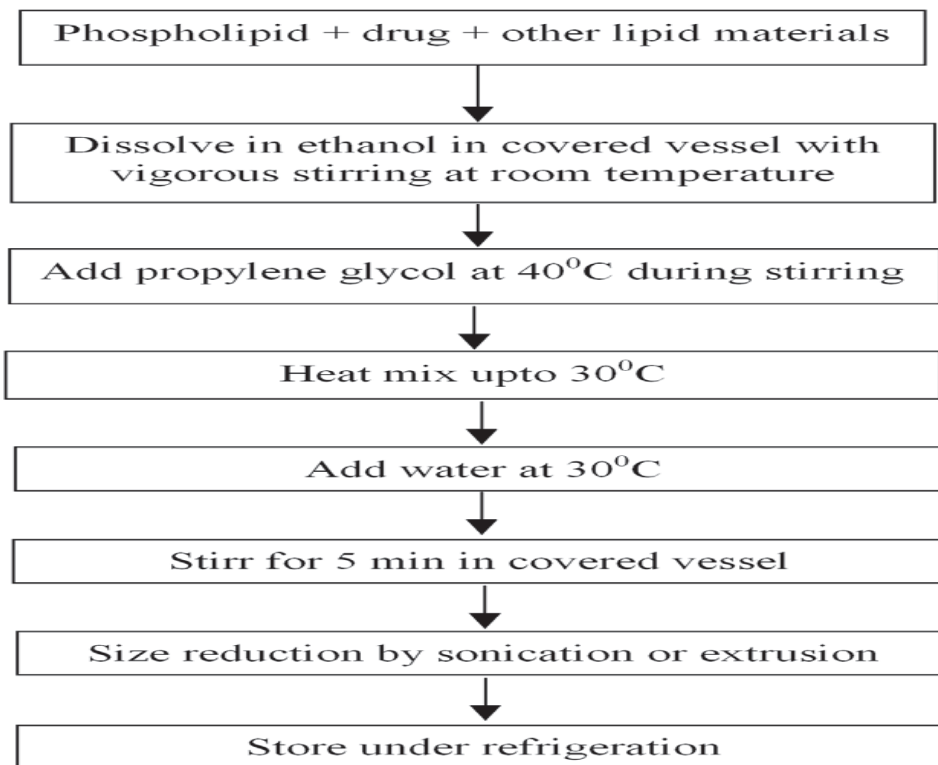 Phospholipid + drug + other lipid materials
Dissolve in ethanol in covered vessel with
vigorous stirring at room temperature
Add propylene glycol at 40⁰C during stirring
Heat mix upto 30⁰C
Add water at 30⁰C
Stirr for 5 min in covered vessel
Size reduction by sonication or extrusion
Store under refrigeration